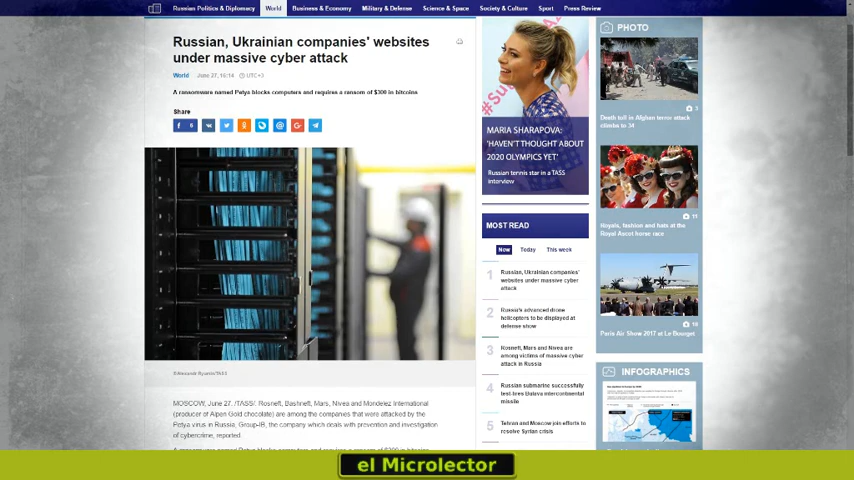 Russian Politics & Diplomacy World Business & Economy Military & Defense Science & Space Society & Culture Sport Press Review
Russian, Ukrainian companies' websites
under massive cyber attack
World June 27, 16:14 UTC+3
A ransomware named Petya blocks computers and requires a ransom of $300 in bitcoins
Share
6
MOSCOW, June 27. /TASS/. Rosneft, Bashneft, Mars, Nivea and Mondelez International
(producer of Alpen Gold chocolate) are among the companies that were attacked by the
Petya virus in Russia, Group-IB, the company which deals with prevention and investigation
of cybercrime, reported.
MARIA SHARAPOVA:
'HAVEN'T THOUGHT ABOUT
2020 OLYMPICS YET'
Russian tennis star in a TASS
interview
MOST READ
Now Today This week
1
Russian, Ukrainian companies'
websites under massive cyber
attack
2
Russia's advanced drone
helicopters to be displayed at
defense show
3
Rosneft, Mars and Nivea are
among victims of massive cyber
attack in Russia
4
Russian submarine successfully
test-fires Bulava intercontinental
missile
5
Tehran and Moscow join efforts to
resolve Syrian crisis
PHOTO
Death toll in Afghan terror attack
climbs to 34
11
Royals, fashion and hats at the
Royal Ascot horse race
Paris Air Show 2017 at Le Bourget
INFOGRAPHICS
el Microlector